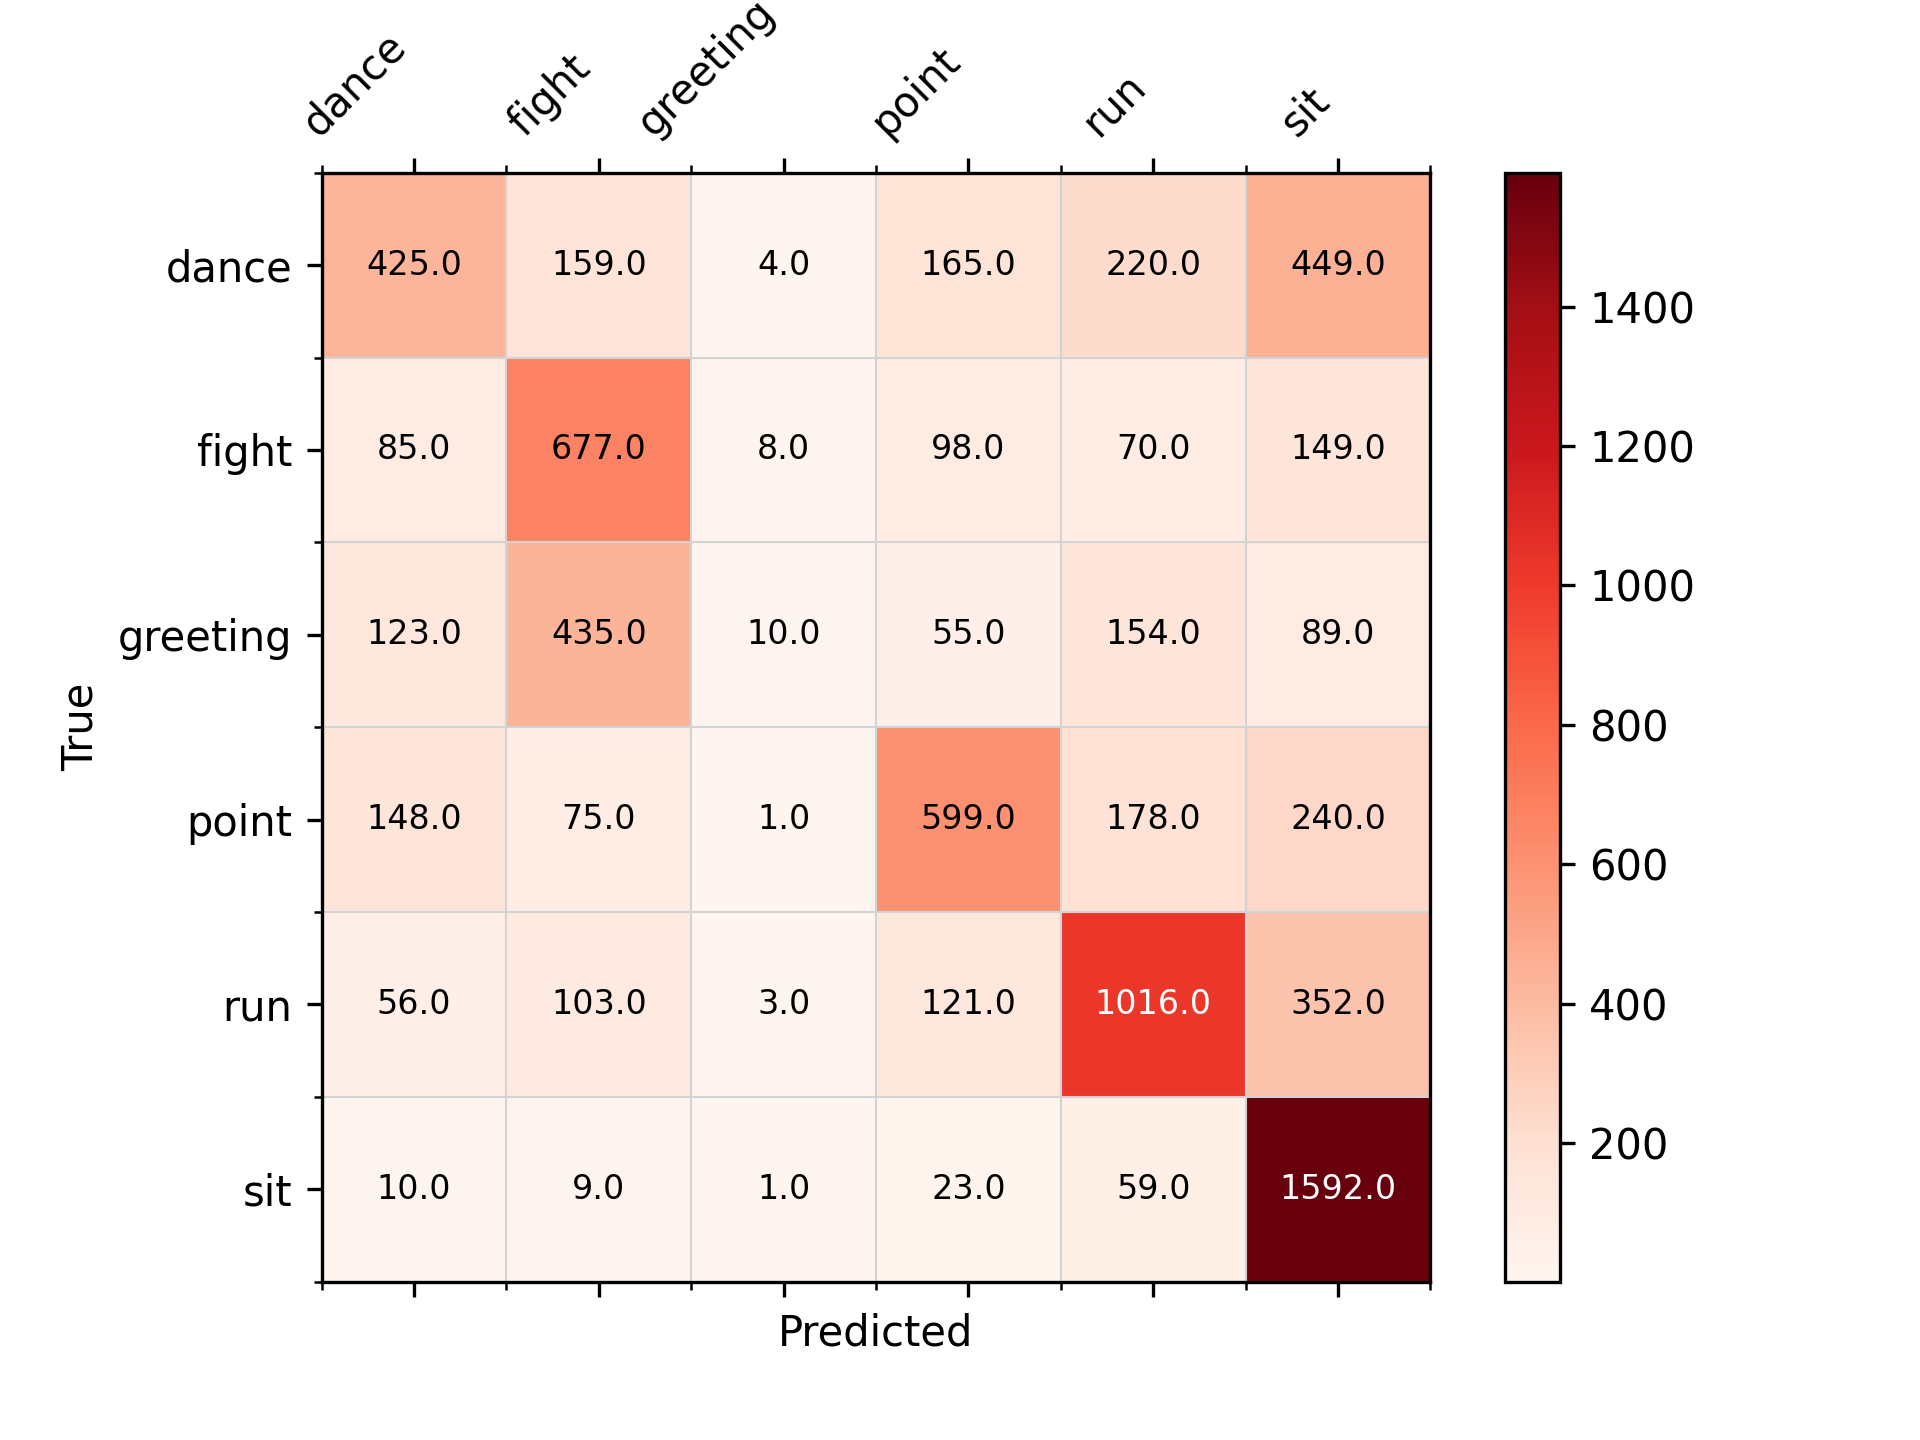 dance fight greeting point run sit
dance 425.0 159.0 4.0 165.0 220.0 449.0
fight 85.0 677.0 8.0 98.0 70.0 149.0
greeting 123.0 435.0 10.0 55.0 154.0 89.0
point 148.0 75.0 1.0 599.0 178.0 240.0
run 56.0 103.0 3.0 121.0 1016.0 352.0
sit 10.0 9.0 1.0 23.0 59.0 1592.0
True
Predicted
1400
1200
1000
800
600
400
200